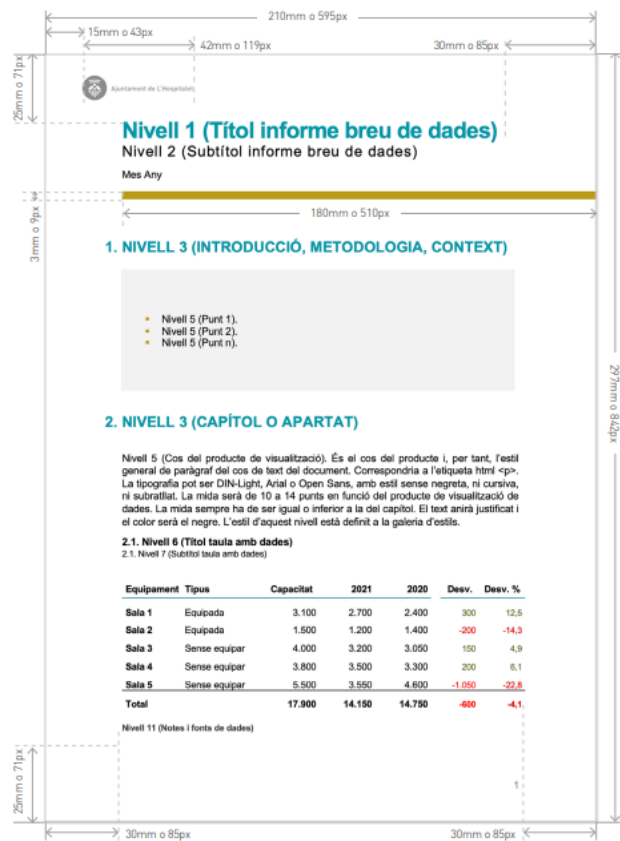 210mm o 595px
15mm o 43px
42mm o 119px
30mm o 85px
25mm o 71px
Ajuntament de L'Hospitalet
Nivell 1 (Títol informe breu de dades)
Nivell 2 (Subtítol informe breu de dades)
Mes Any
3mm o 9px
180mm o 510px
1. NIVELL 3 (INTRODUCCIÓ, METODOLOGIA, CONTEXT)
Nivell 5 (Punt 1).
Nivell 5 (Punt 2).
Nivell 5 (Punt n).
297mm o 842px
2. NIVELL 3 (CAPÍTOL O APARTAT)
Nivell 5 (Cos del producte de visualització). És el cos del producte i, per tant, l'estil
general de paràgraf del cos de text del document. Correspondria a l'etiqueta html <p>.
La tipografia pot ser DIN-Light, Arial o Open Sans, amb estil sense negreta, ni cursiva,
ni subratllat. La mida serà de 10 a 14 punts en funció del producte de visualització de
dades. La mida sempre ha de ser igual o inferior a la del capítol. El text anirà justificat i
el color serà el negre. L'estil d'aquest nivell està definit a la galeria d'estils.
2.1. Nivell 6 (Títol taula amb dades)
2.1. Nivell 7 (Subtítol taula amb dades)
Equipament Tipus Capacitat 2021 2020 Desv. Desv. %
Sala 1 Equipada 3.100 2.700 2.400 300 12,5
Sala 2 Equipada 1.500 1.200 1.400 -200 -14,3
Sala 3 Sense equipar 4.000 3.200 3.050 150 4,9
Sala 4 Sense equipar 3.800 3.500 3.300 200 6,1
Sala 5 Sense equipar 5.500 3.550 4.600 -1.050 -22,8
Total 17.900 14.150 14.750 -600 -4,1
Nivell 11 (Notes i fonts de dades)
25mm o 71px
1
30mm o 85px
30mm o 85px